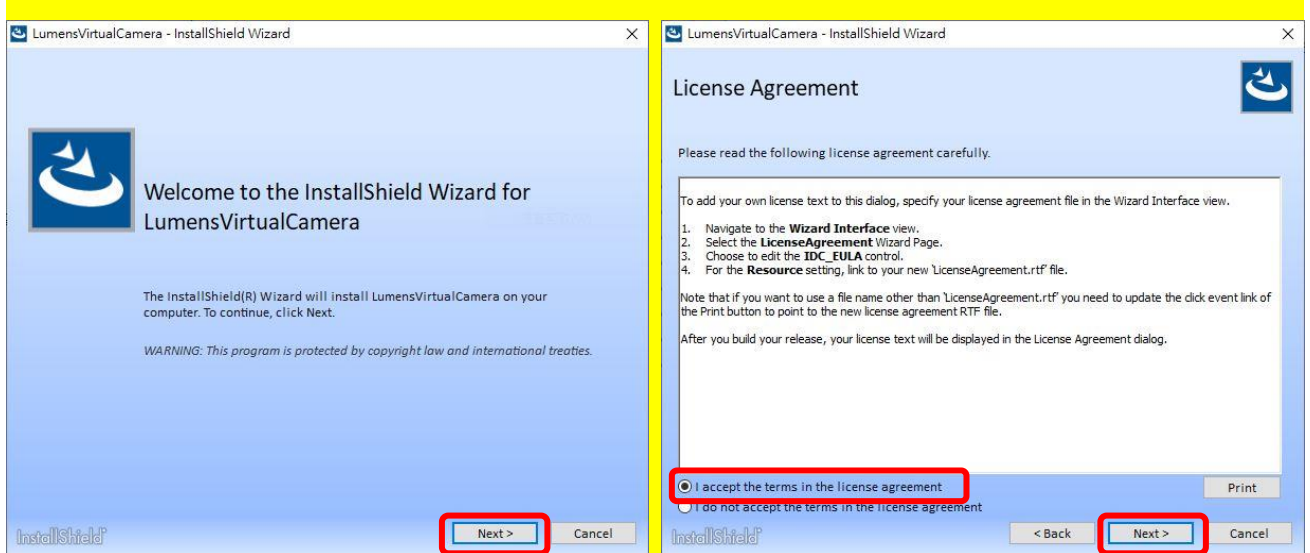 LumensVirtualCamera - InstallShield Wizard
Welcome to the InstallShield Wizard for
LumensVirtualCamera
The InstallShield(R) Wizard will install LumensVirtualCamera on your
computer. To continue, click Next.
WARNING: This program is protected by copyright law and international treaties.
InstallShield
Next >
Cancel
LumensVirtualCamera - InstallShield Wizard
License Agreement
Please read the following license agreement carefully.
To add your own license text to this dialog, specify your license agreement file in the Wizard Interface view.
1. Navigate to the Wizard Interface view.
2. Select the LicenseAgreement Wizard Page.
3. Choose to edit the IDC_EULA control.
4. For the Resource setting, link to your new 'LicenseAgreement.rtf' file.
Note that if you want to use a file name other than 'LicenseAgreement.rtf' you need to update the click event link of
the Print button to point to the new license agreement RTF file.
After you build your release, your license text will be displayed in the License Agreement dialog.
I accept the terms in the license agreement
Print
I do not accept the terms in the license agreement
InstallShield
< Back
Next >
Cancel